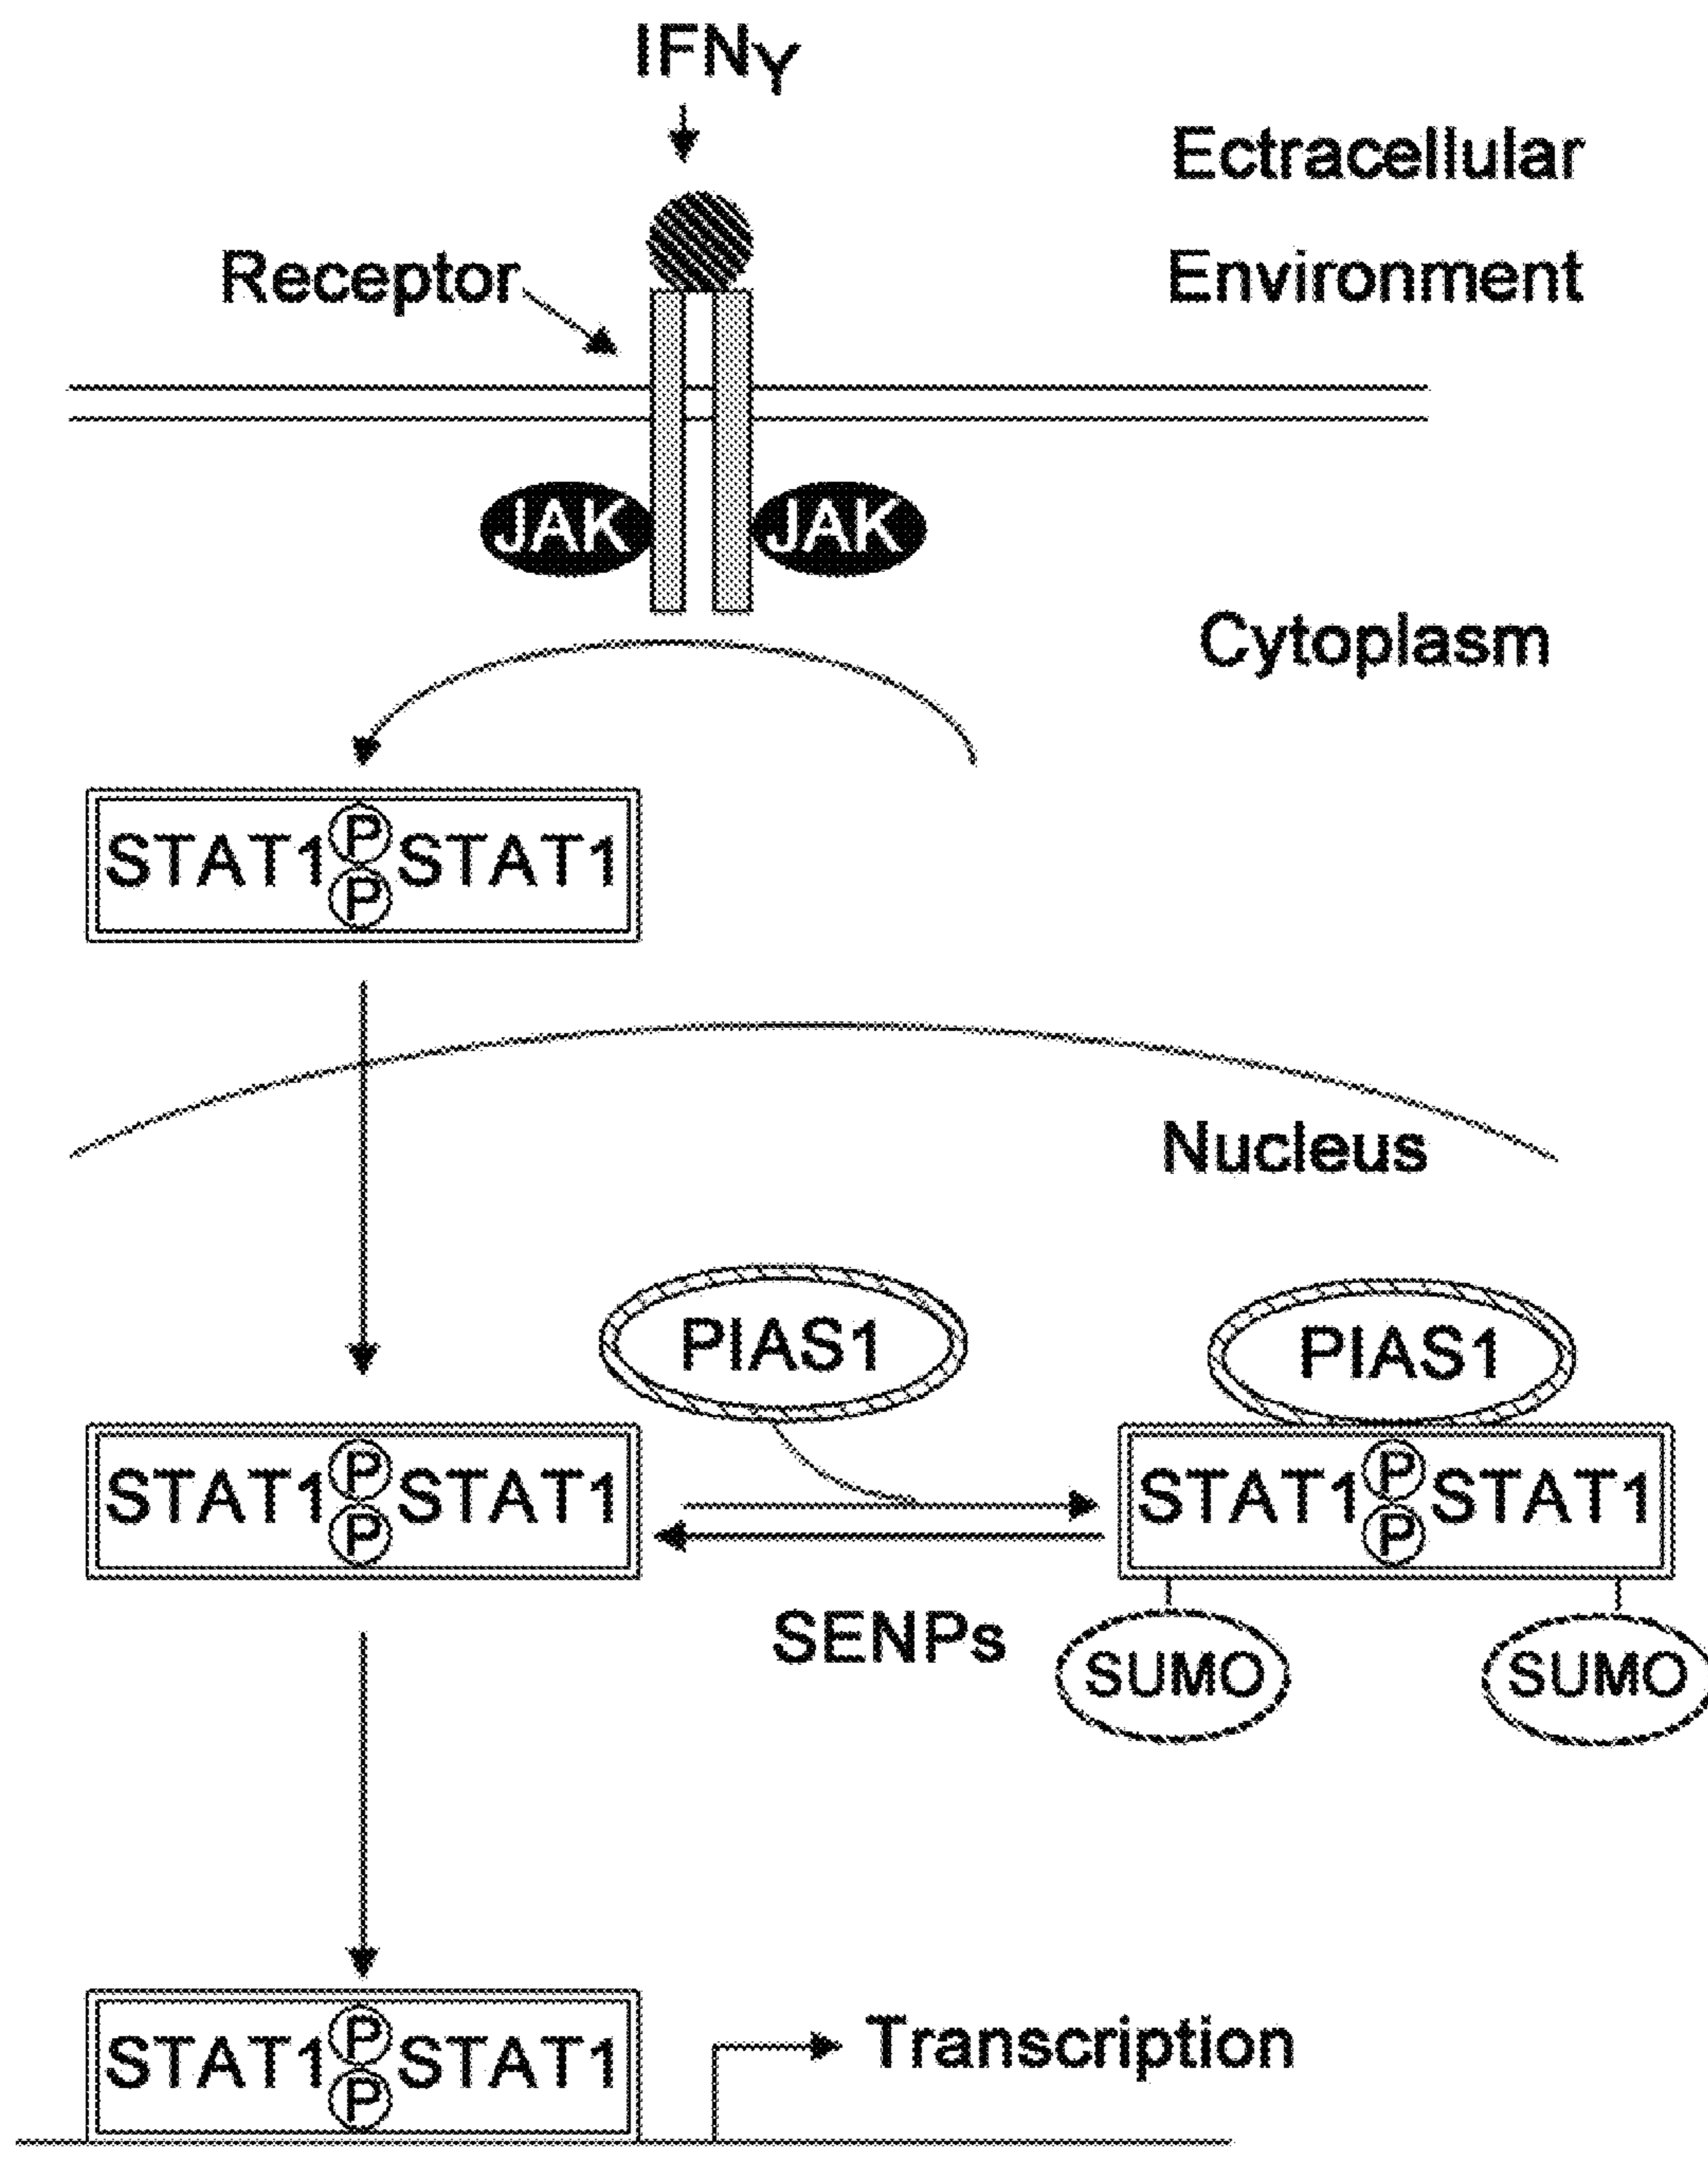 IFNγ
Ectracellular
Environment
Receptor
JAK JAK
Cytoplasm
STAT1 P STAT1
P
Nucleus
PIAS1 PIAS1
STAT1 P STAT1 STAT1 P STAT1
P P
SENPs
SUMO SUMO
STAT1 P STAT1
P
Transcription